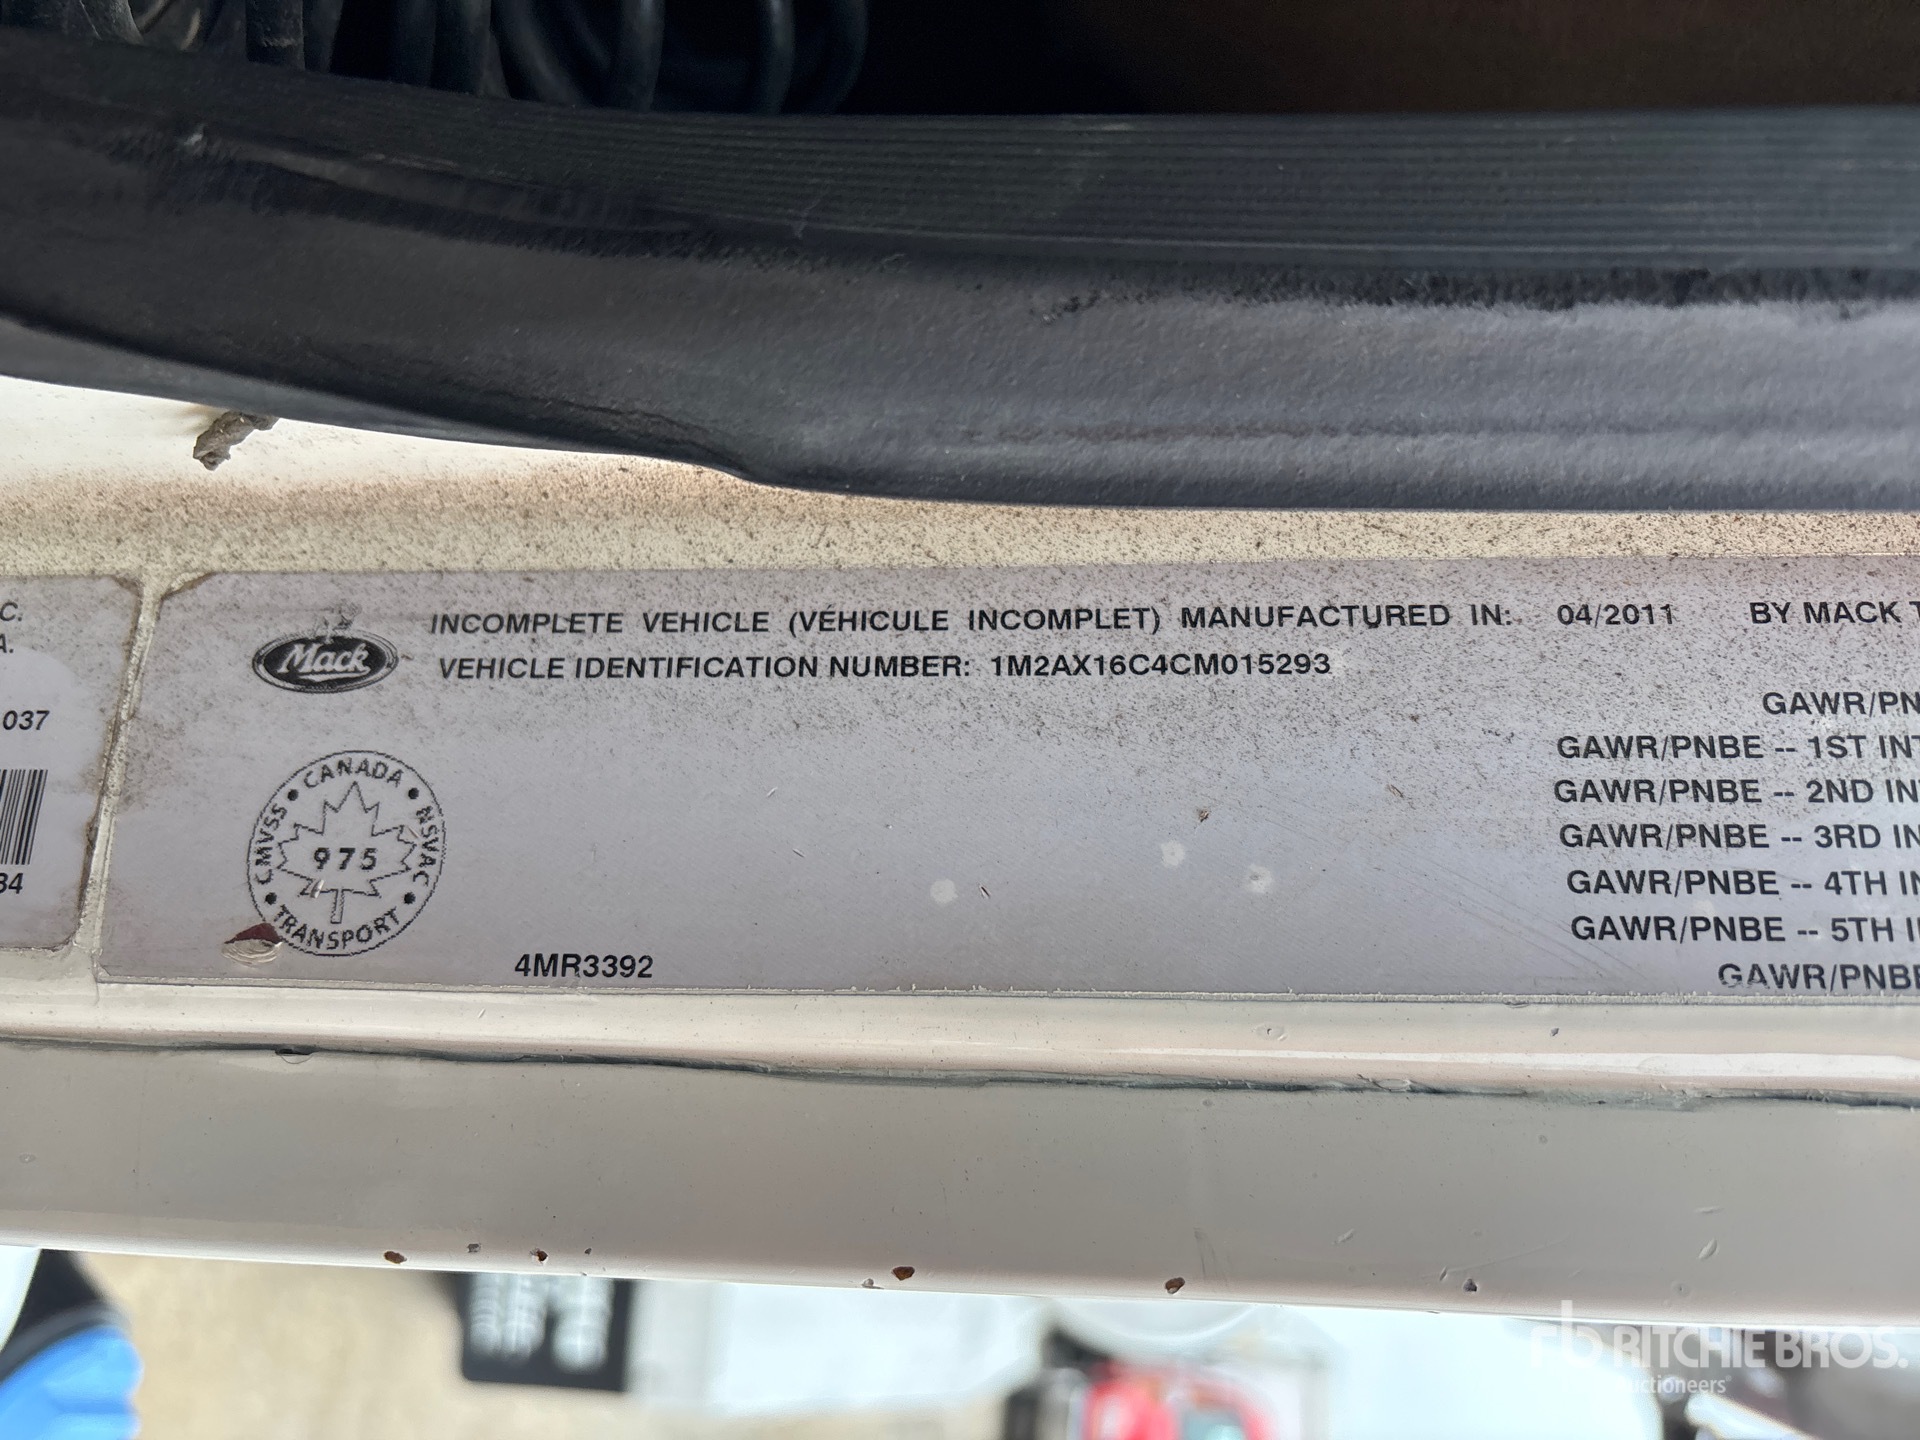 C.
A.
037
34
Mack
INCOMPLETE VEHICLE (VÉHICULE INCOMPLET) MANUFACTURED IN: 04/2011 BY MACK T
VEHICLE IDENTIFICATION NUMBER: 1M2AX16C4CM015293
GAWR/PN
GAWR/PNBE -- 1ST INT
GAWR/PNBE -- 2ND INT
GAWR/PNBE -- 3RD IN
GAWR/PNBE -- 4TH IN
GAWR/PNBE -- 5TH I
GAWR/PNBE
CANADA • NSVAC • TRANSPORT • CMVSS •
975
4MR3392
rb RITCHIE BROS.
Auctioneers